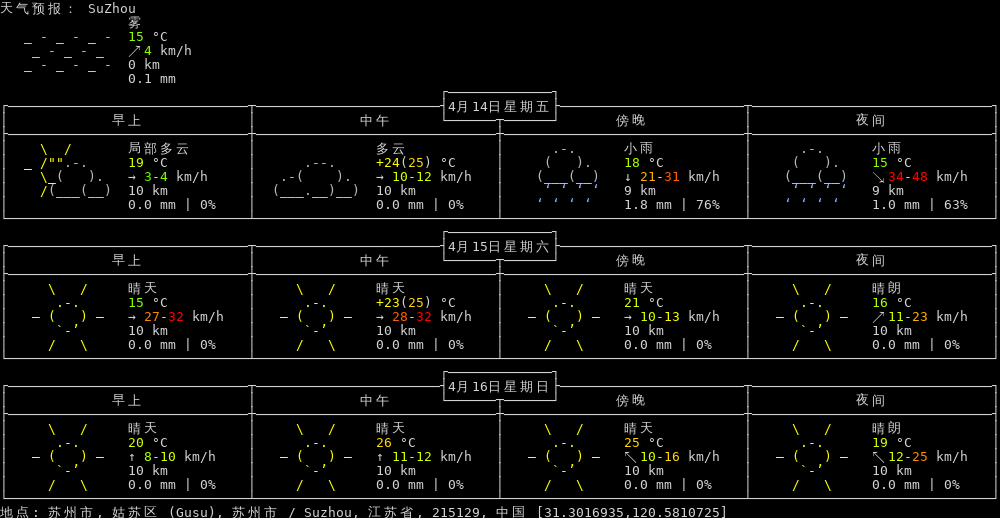 天气预报： SuZhou
雾
15 °C
↗4 km/h
0 km
0.1 mm
4月14日星期五
早上 中午 傍晚 夜间
局部多云 多云 小雨 小雨
19 °C +24(25) °C 18 °C 15 °C
→ 3-4 km/h → 10-12 km/h ↓ 21-31 km/h ↘34-48 km/h
10 km 10 km 9 km 9 km
0.0 mm | 0% 0.0 mm | 0% 1.8 mm | 76% 1.0 mm | 63%
4月15日星期六
早上 中午 傍晚 夜间
晴天 晴天 晴天 晴朗
15 °C +23(25) °C 21 °C 16 °C
→ 27-32 km/h → 28-32 km/h → 10-13 km/h ↗11-23 km/h
10 km 10 km 10 km 10 km
0.0 mm | 0% 0.0 mm | 0% 0.0 mm | 0% 0.0 mm | 0%
4月16日星期日
早上 中午 傍晚 夜间
晴天 晴天 晴天 晴朗
20 °C 26 °C 25 °C 19 °C
↑ 8-10 km/h ↑ 11-12 km/h ↖10-16 km/h ↖12-25 km/h
10 km 10 km 10 km 10 km
0.0 mm | 0% 0.0 mm | 0% 0.0 mm | 0% 0.0 mm | 0%
地点: 苏州市, 姑苏区 (Gusu), 苏州市 / Suzhou, 江苏省, 215129, 中国 [31.3016935,120.5810725]